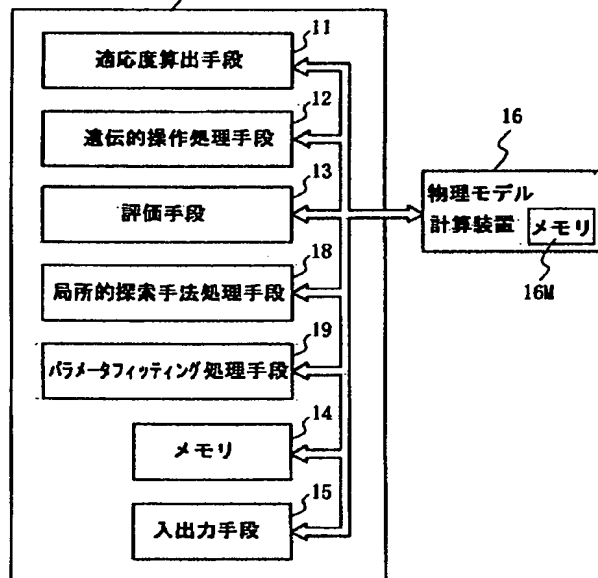 11
適応度算出手段
12
遺伝的操作処理手段
13
評価手段
18
局所的探索手法処理手段
19
パラメータフィッティング処理手段
14
メモリ
15
入出力手段
16
物理モデル
計算装置
メモリ
16M